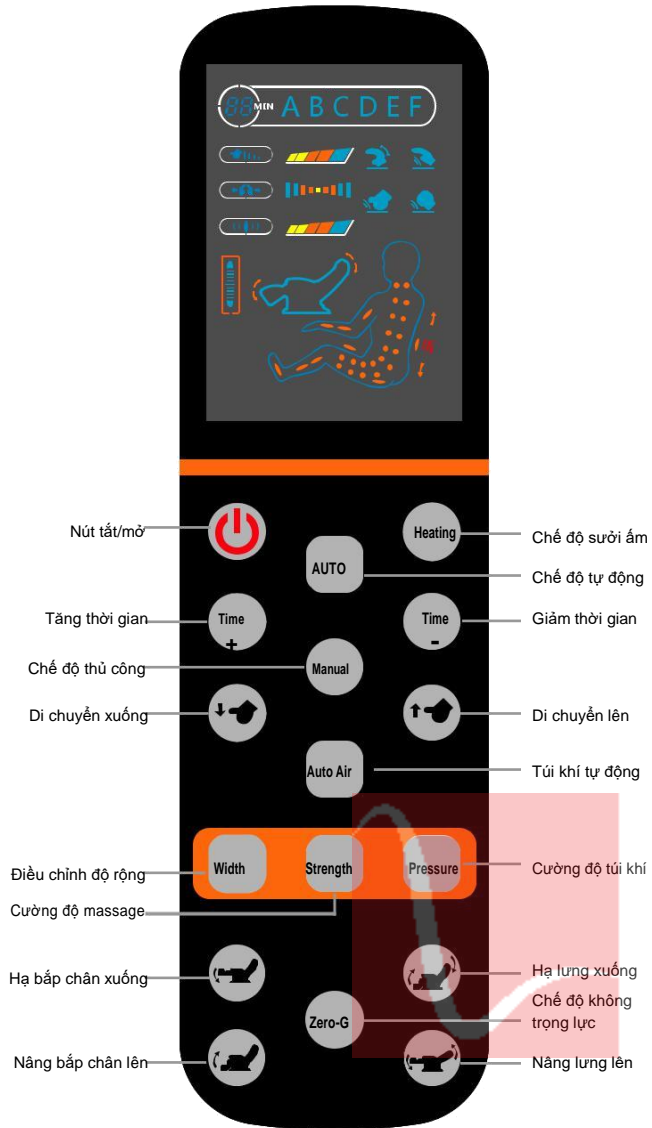 88 MIN A B C D E F
Nút tắt/mở
Heating
Chế độ sưởi ấm
AUTO
Chế độ tự động
Tăng thời gian
Time
+
Time
-
Giảm thời gian
Chế độ thủ công
Manual
Di chuyển xuống
Di chuyển lên
Auto Air
Túi khí tự động
Điều chỉnh độ rộng
Width
Strength
Pressure
Cường độ túi khí
Cường độ massage
Hạ bắp chân xuống
Hạ lưng xuống
Zero-G
Chế độ không
trọng lực
Nâng bắp chân lên
Nâng lưng lên